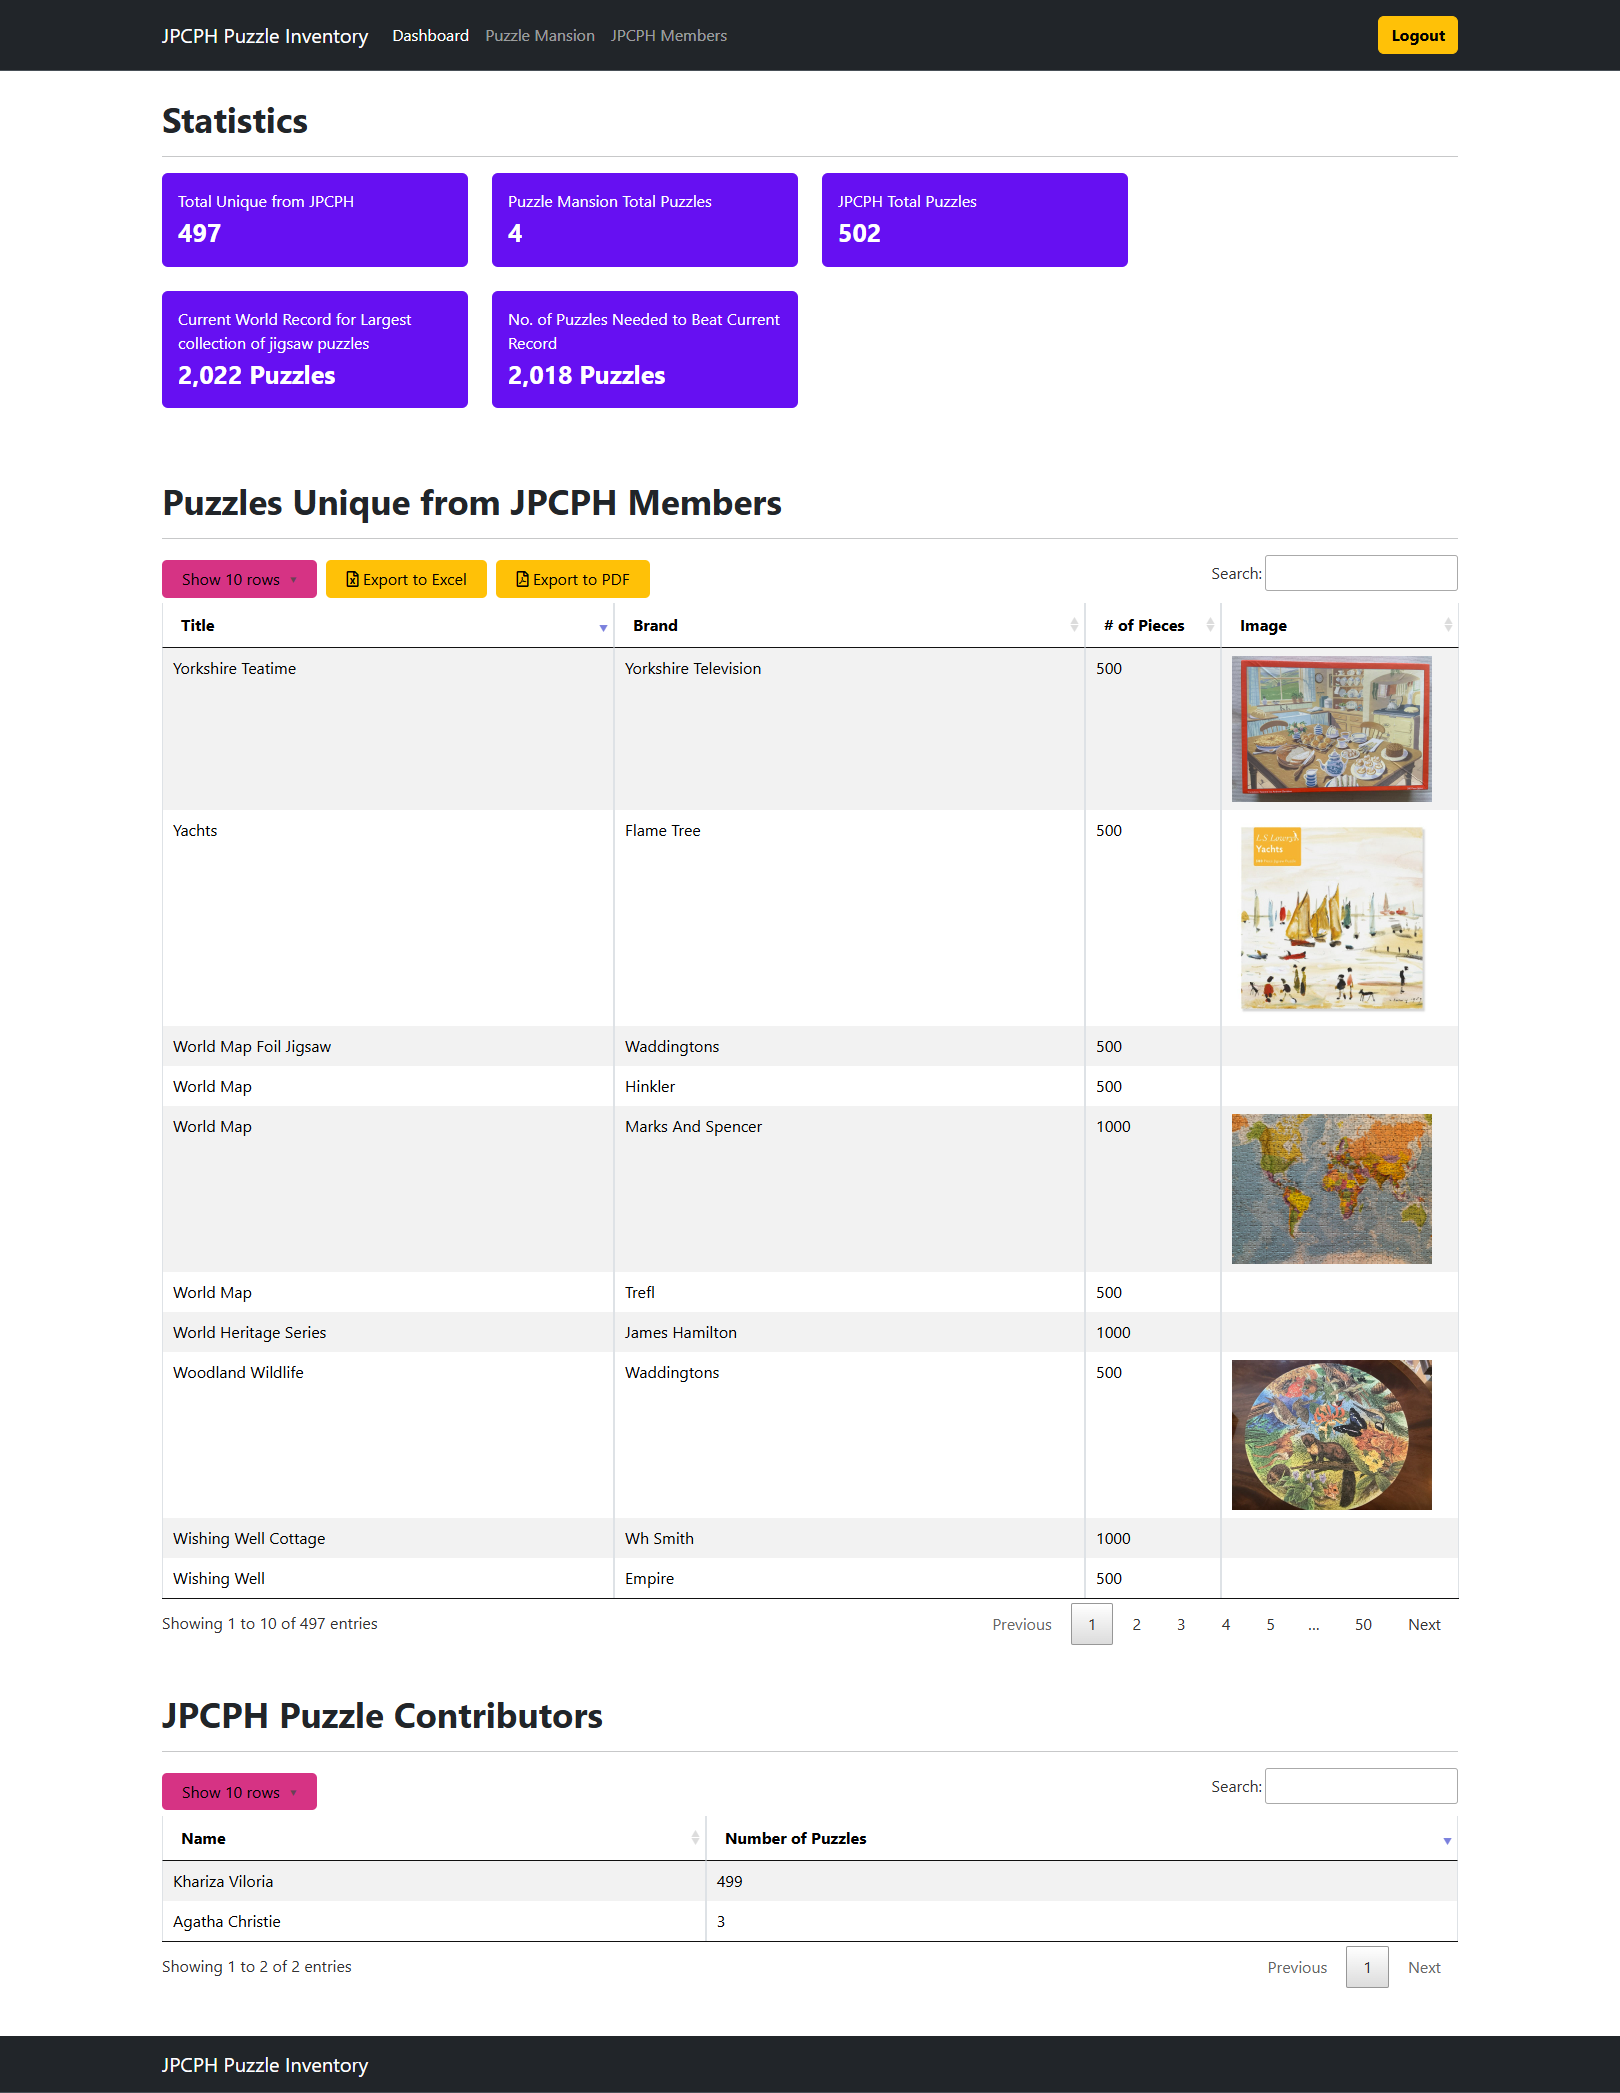 JPCPH Puzzle Inventory Dashboard Puzzle Mansion JPCPH Members Logout
Statistics
Total Unique from JPCPH
497
Puzzle Mansion Total Puzzles
4
JPCPH Total Puzzles
502
Current World Record for Largest
collection of jigsaw puzzles
2,022 Puzzles
No. of Puzzles Needed to Beat Current
Record
2,018 Puzzles
Puzzles Unique from JPCPH Members
Show 10 rows Export to Excel Export to PDF Search:
Title Brand # of Pieces Image
Yorkshire Teatime Yorkshire Television 500
Yachts Flame Tree 500
L.S. Lowry
Yachts
World Map Foil Jigsaw Waddingtons 500
World Map Hinkler 500
World Map Marks And Spencer 1000
World Map Trefl 500
World Heritage Series James Hamilton 1000
Woodland Wildlife Waddingtons 500
Wishing Well Cottage Wh Smith 1000
Wishing Well Empire 500
Showing 1 to 10 of 497 entries Previous 1 2 3 4 5 … 50 Next
JPCPH Puzzle Contributors
Show 10 rows Search:
Name Number of Puzzles
Khariza Viloria 499
Agatha Christie 3
Showing 1 to 2 of 2 entries Previous 1 Next
JPCPH Puzzle Inventory